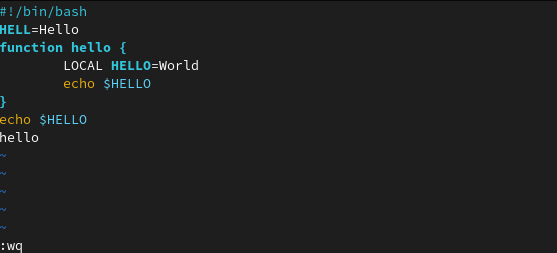 #!/bin/bash
HELL=Hello
function hello {
        LOCAL HELLO=World
        echo $HELLO
}
echo $HELLO
hello
~
~
~
~
~
:wq